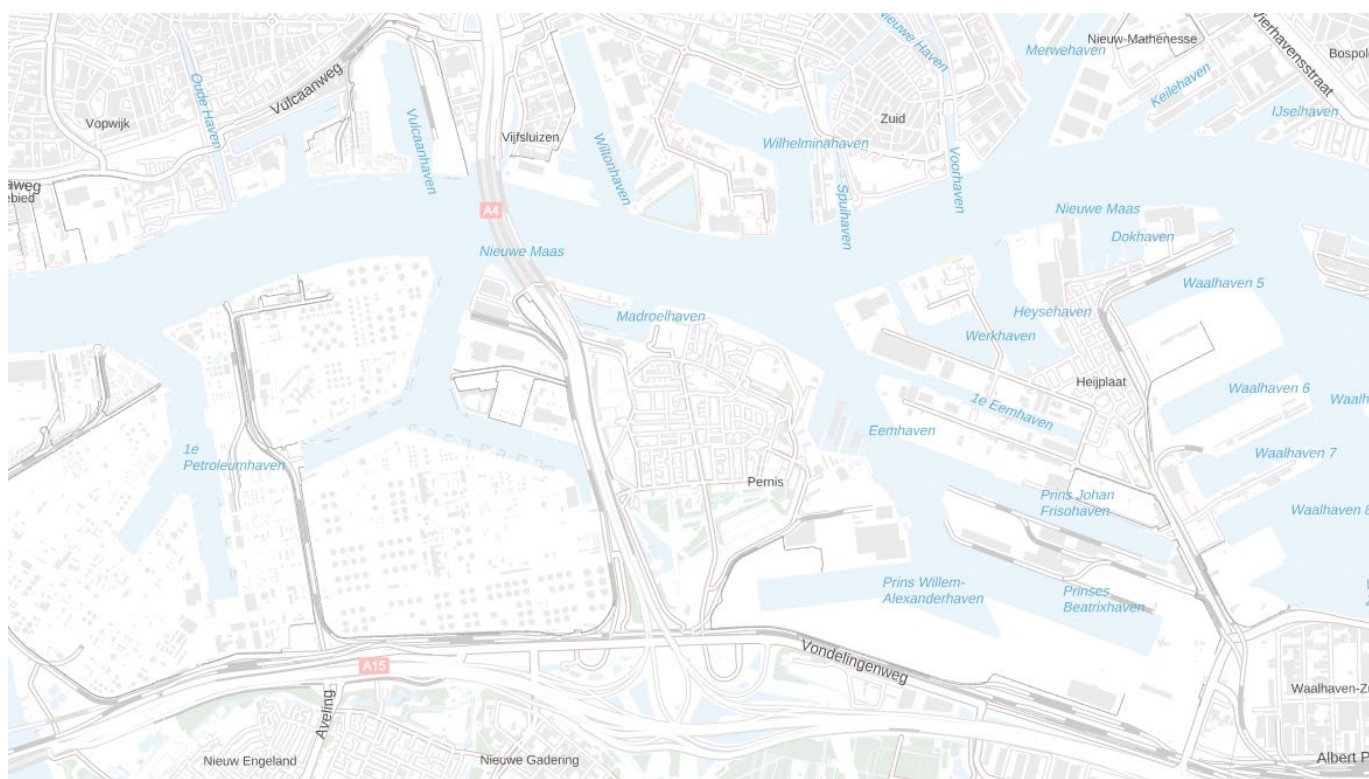 Nieuwe Haven
Vierhavensstraat
Nieuw-Mathenesse
Merwehaven
Keilehaven
IJselhaven
Oude Haven
Vulcaanweg
Vopwijk
Vulcaanhaven
Vijfsluizen
Wiltonhaven
Wilhelminahaven
Zuid
Spuihaven
Voorhaven
A4
Nieuwe Maas
Nieuwe Maas
Dokhaven
Waalhaven 5
Madroelhaven
Heysehaven
Werkhaven
Heijplaat
Waalhaven 6
1e Eemhaven
Eemhaven
1e
Petroleumhaven
Waalhaven 7
Pernis
Prins Johan
Frisohaven
Waalhaven 8
Prins Willem-
Alexanderhaven
Prinses
Beatrixhaven
Vondelingenweg
A15
Aveling
Nieuw Engeland
Nieuwe Gadering